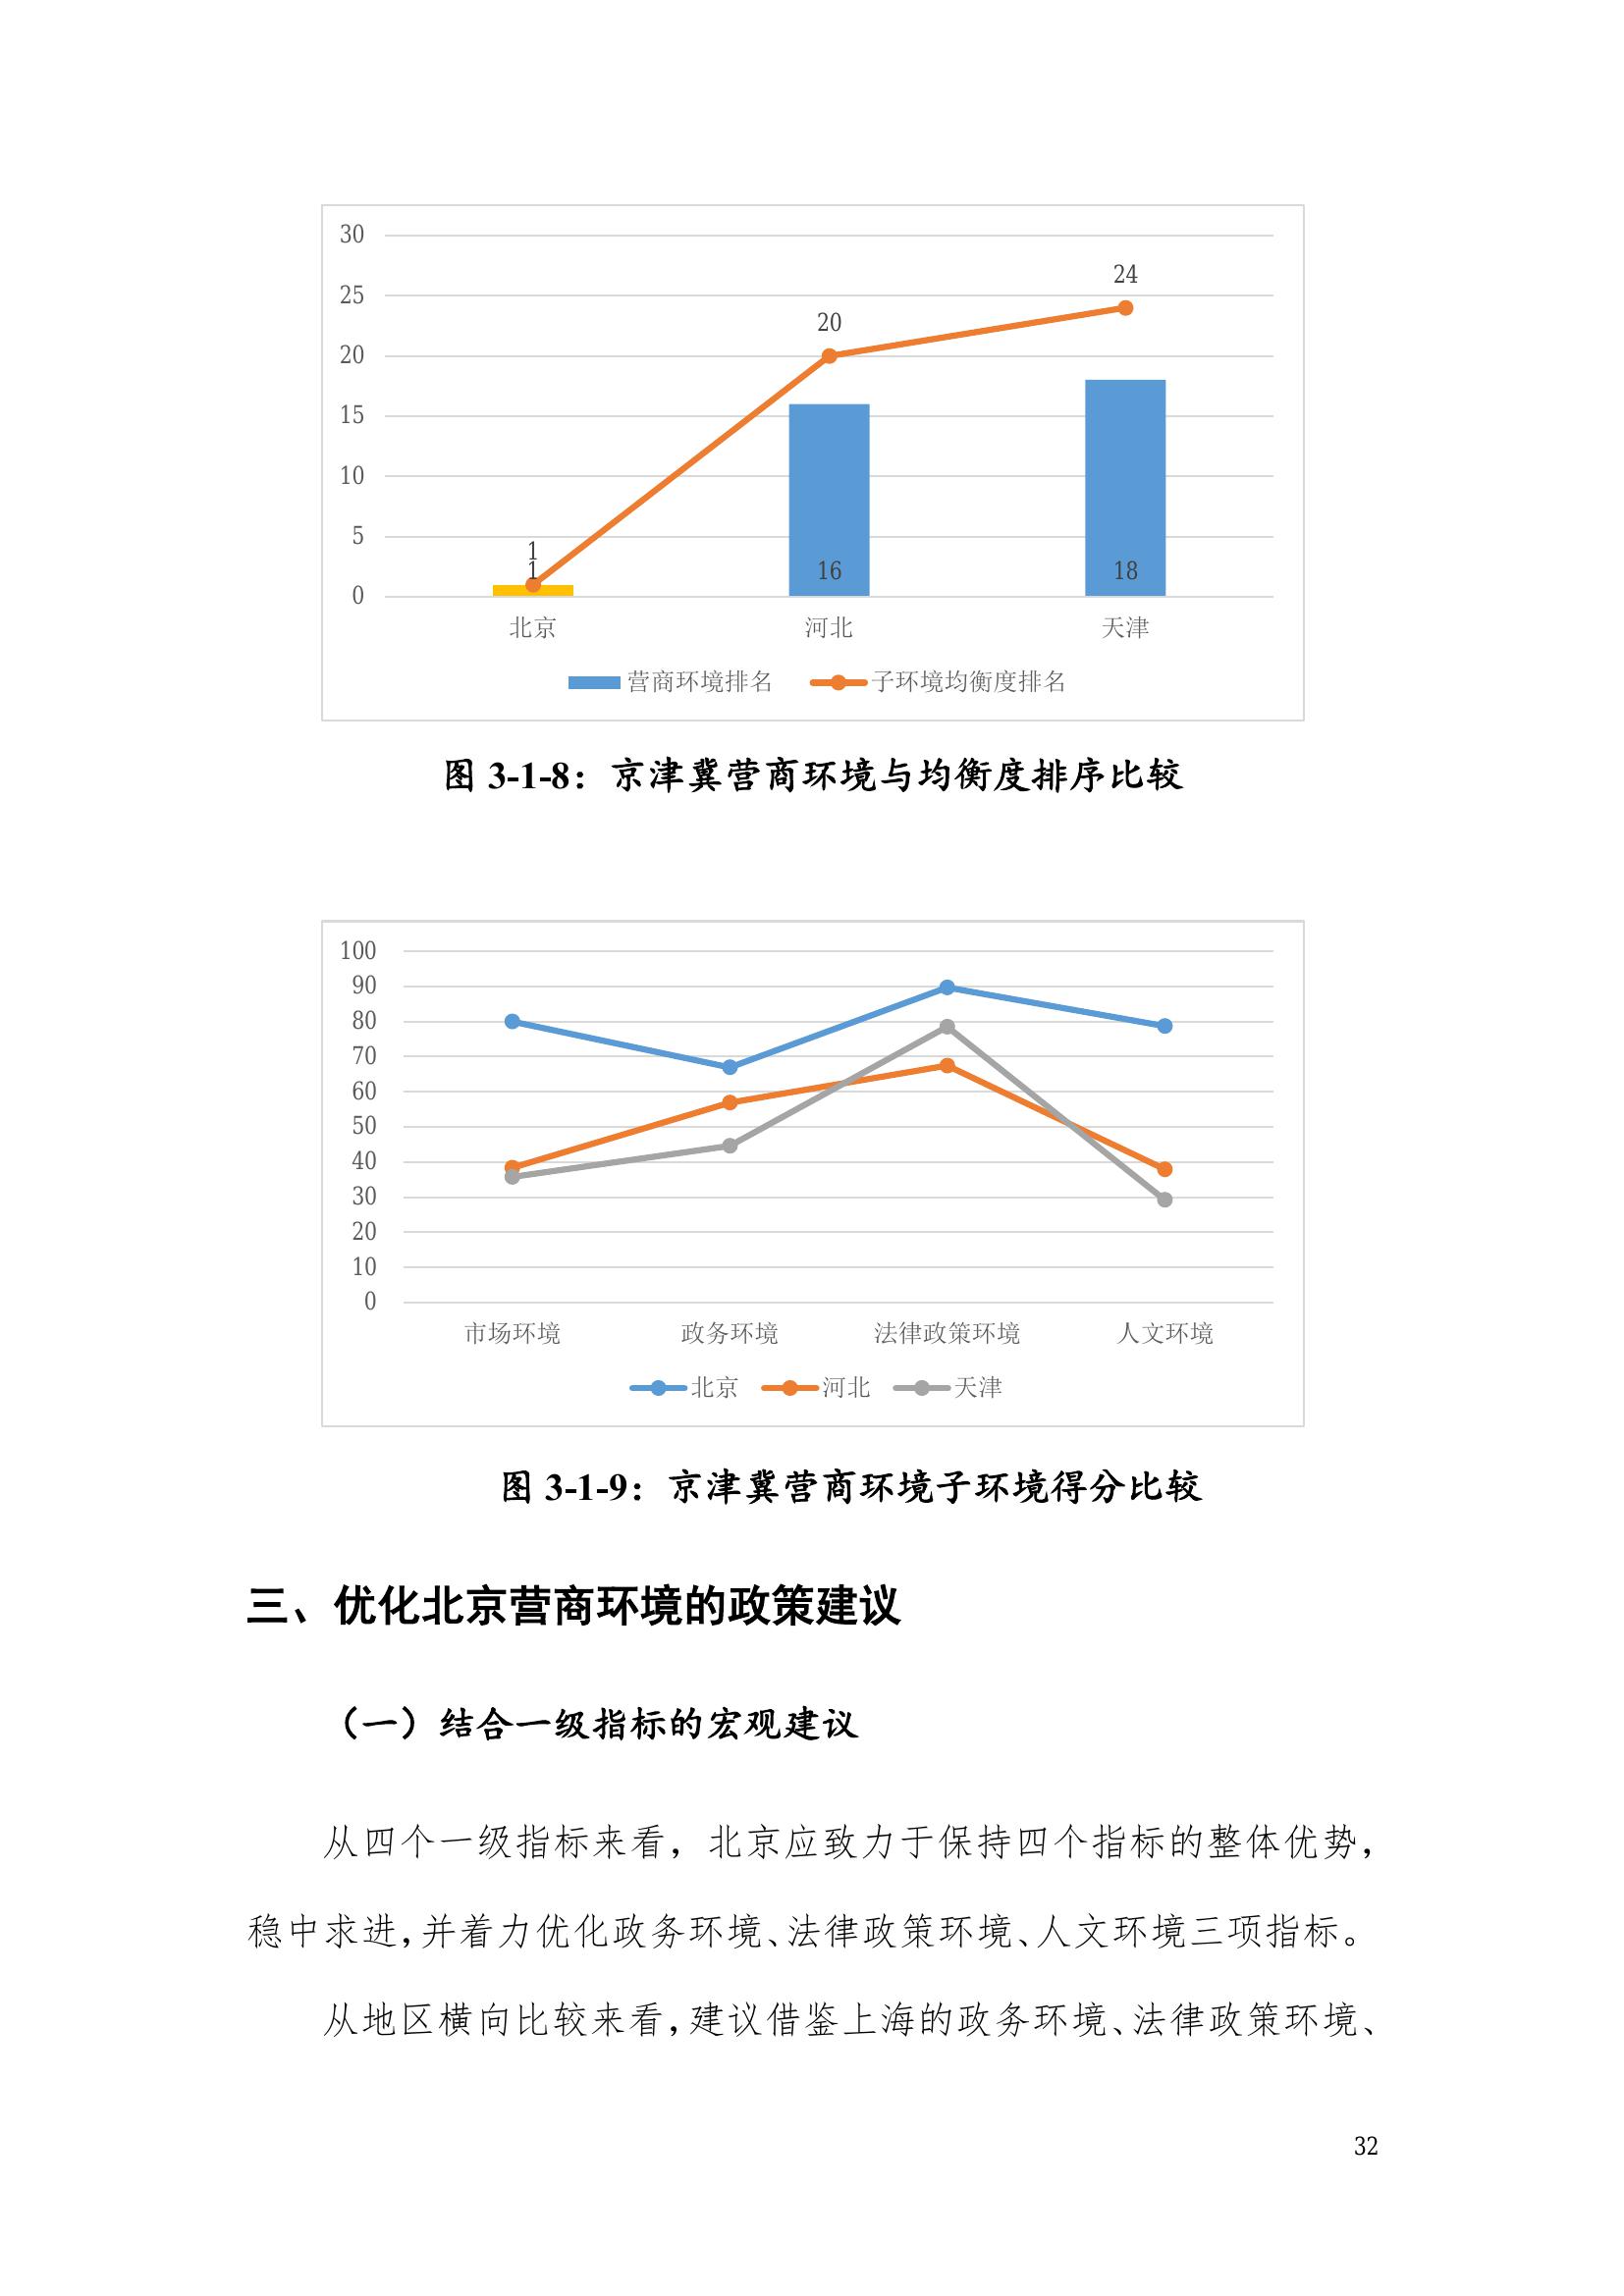 30
25
24
20
20
15
10
5
1
1
16
18
0
北京
河北
天津
营商环境排名
子环境均衡度排名
图 3-1-8：京津冀营商环境与均衡度排序比较
100
90
80
70
60
50
40
30
20
10
0
市场环境
政务环境
法律政策环境
人文环境
北京
河北
天津
图 3-1-9：京津冀营商环境子环境得分比较
三、优化北京营商环境的政策建议
（一）结合一级指标的宏观建议
从四个一级指标来看，北京应致力于保持四个指标的整体优势，
稳中求进，并着力优化政务环境、法律政策环境、人文环境三项指标。
从地区横向比较来看，建议借鉴上海的政务环境、法律政策环境、
32